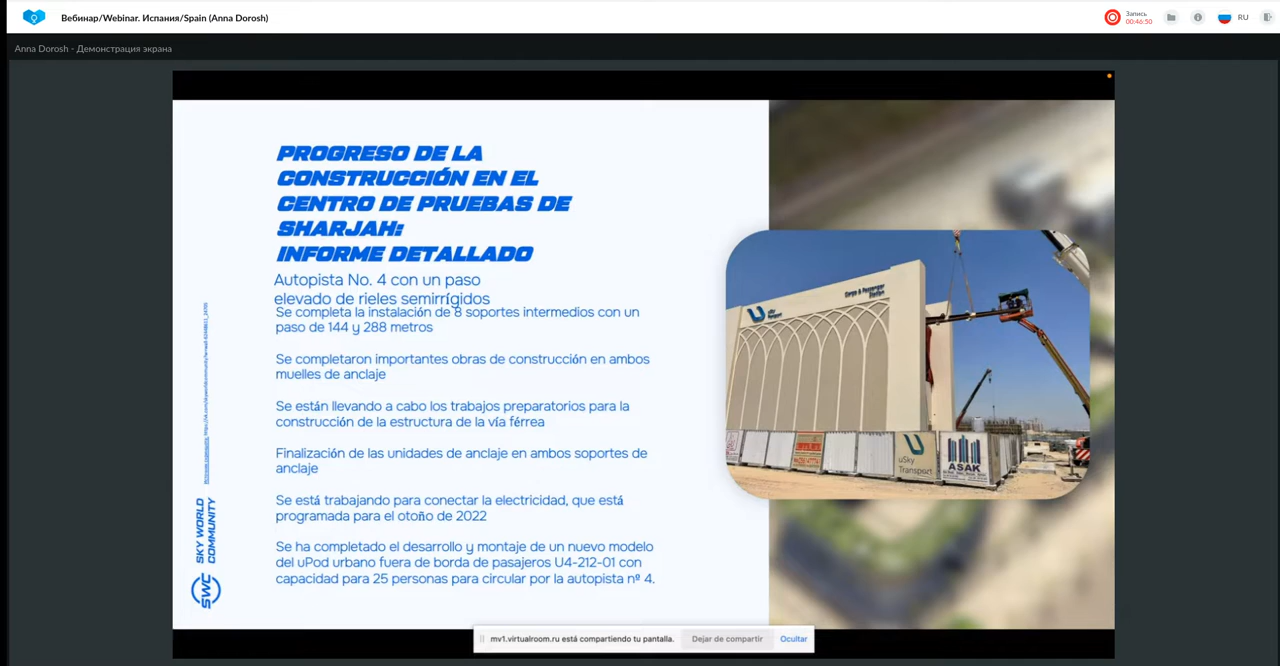 Вебинар/Webinar. Испания/Spain (Anna Dorosh)
Запись
00:46:50
RU
Anna Dorosh - Демонстрация экрана
PROGRESO DE LA
CONSTRUCCIÓN EN EL
CENTRO DE PRUEBAS DE
SHARJAH:
INFORME DETALLADO
Autopista No. 4 con un paso
elevado de rieles semirrígidos
Se completa la instalación de 8 soportes intermedios con un
paso de 144 y 288 metros
Se completaron importantes obras de construcción en ambos
muelles de anclaje
Se están llevando a cabo los trabajos preparatorios para la
construcción de la estructura de la vía férrea
Finalización de las unidades de anclaje en ambos soportes de
anclaje
Se está trabajando para conectar la electricidad, que está
programada para el otoño de 2022
Se ha completado el desarrollo y montaje de un nuevo modelo
del uPod urbano fuera de borda de pasajeros U4-212-01 con
capacidad para 25 personas para circular por la autopista nº 4.
SWC
SKY WORLD
COMMUNITY
Cargo & Passenger
Station
uSky
Transport
uSky
Transport
ASAK
mv1.virtualroom.ru está compartiendo tu pantalla.
Dejar de compartir
Ocultar